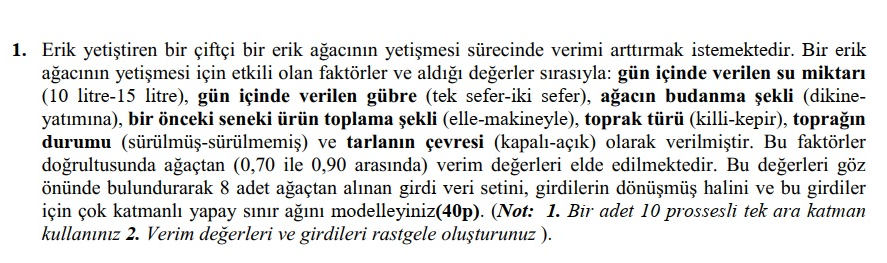 1. Erik yetiştiren bir çiftçi bir erik ağacının yetişmesi sürecinde verimi arttırmak istemektedir. Bir erik
ağacının yetişmesi için etkili olan faktörler ve aldığı değerler sırasıyla: gün içinde verilen su miktarı
(10 litre-15 litre), gün içinde verilen gübre (tek sefer-iki sefer), ağacın budanma şekli (dikine-
yatımına), bir önceki seneki ürün toplama şekli (elle-makineyle), toprak türü (killi-kepir), toprağın
durumu (sürülmüş-sürülmemiş) ve tarlanın çevresi (kapalı-açık) olarak verilmiştir. Bu faktörler
doğrultusunda ağaçtan (0,70 ile 0,90 arasında) verim değerleri elde edilmektedir. Bu değerleri göz
önünde bulundurarak 8 adet ağaçtan alınan girdi veri setini, girdilerin dönüşmüş halini ve bu girdiler
için çok katmanlı yapay sınır ağını modelleyiniz(40p). (Not: 1. Bir adet 10 prossesli tek ara katman
kullanınız 2. Verim değerleri ve girdileri rastgele oluşturunuz ).